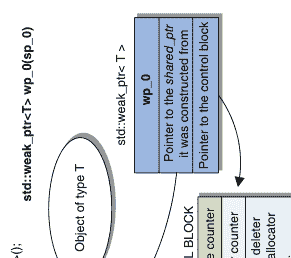 std::weak_ptr<T> wp_0(sp_0)
std::weak_ptr< T >
wp_0
Pointer to the shared_ptr
it was constructed from
Pointer to the control block
Object of type T
>();
L BLOCK
e counter
counter
deleter
allocator